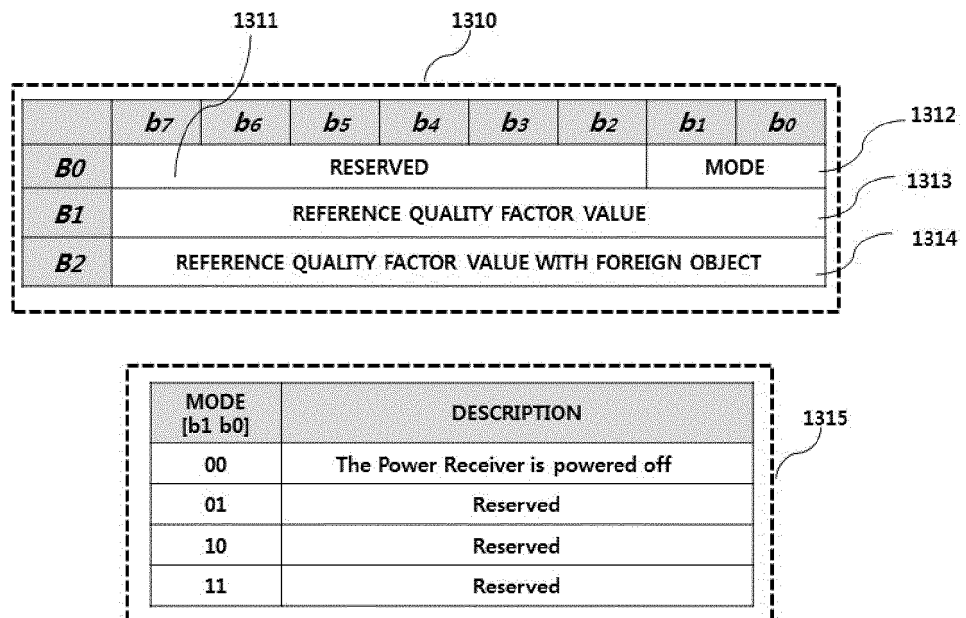 1311 1310
b7 b6 b5 b4 b3 b2 b1 b0
B0 RESERVED MODE 1312
B1 REFERENCE QUALITY FACTOR VALUE 1313
B2 REFERENCE QUALITY FACTOR VALUE WITH FOREIGN OBJECT 1314
MODE
[b1 b0] DESCRIPTION 1315
00 The Power Receiver is powered off
01 Reserved
10 Reserved
11 Reserved